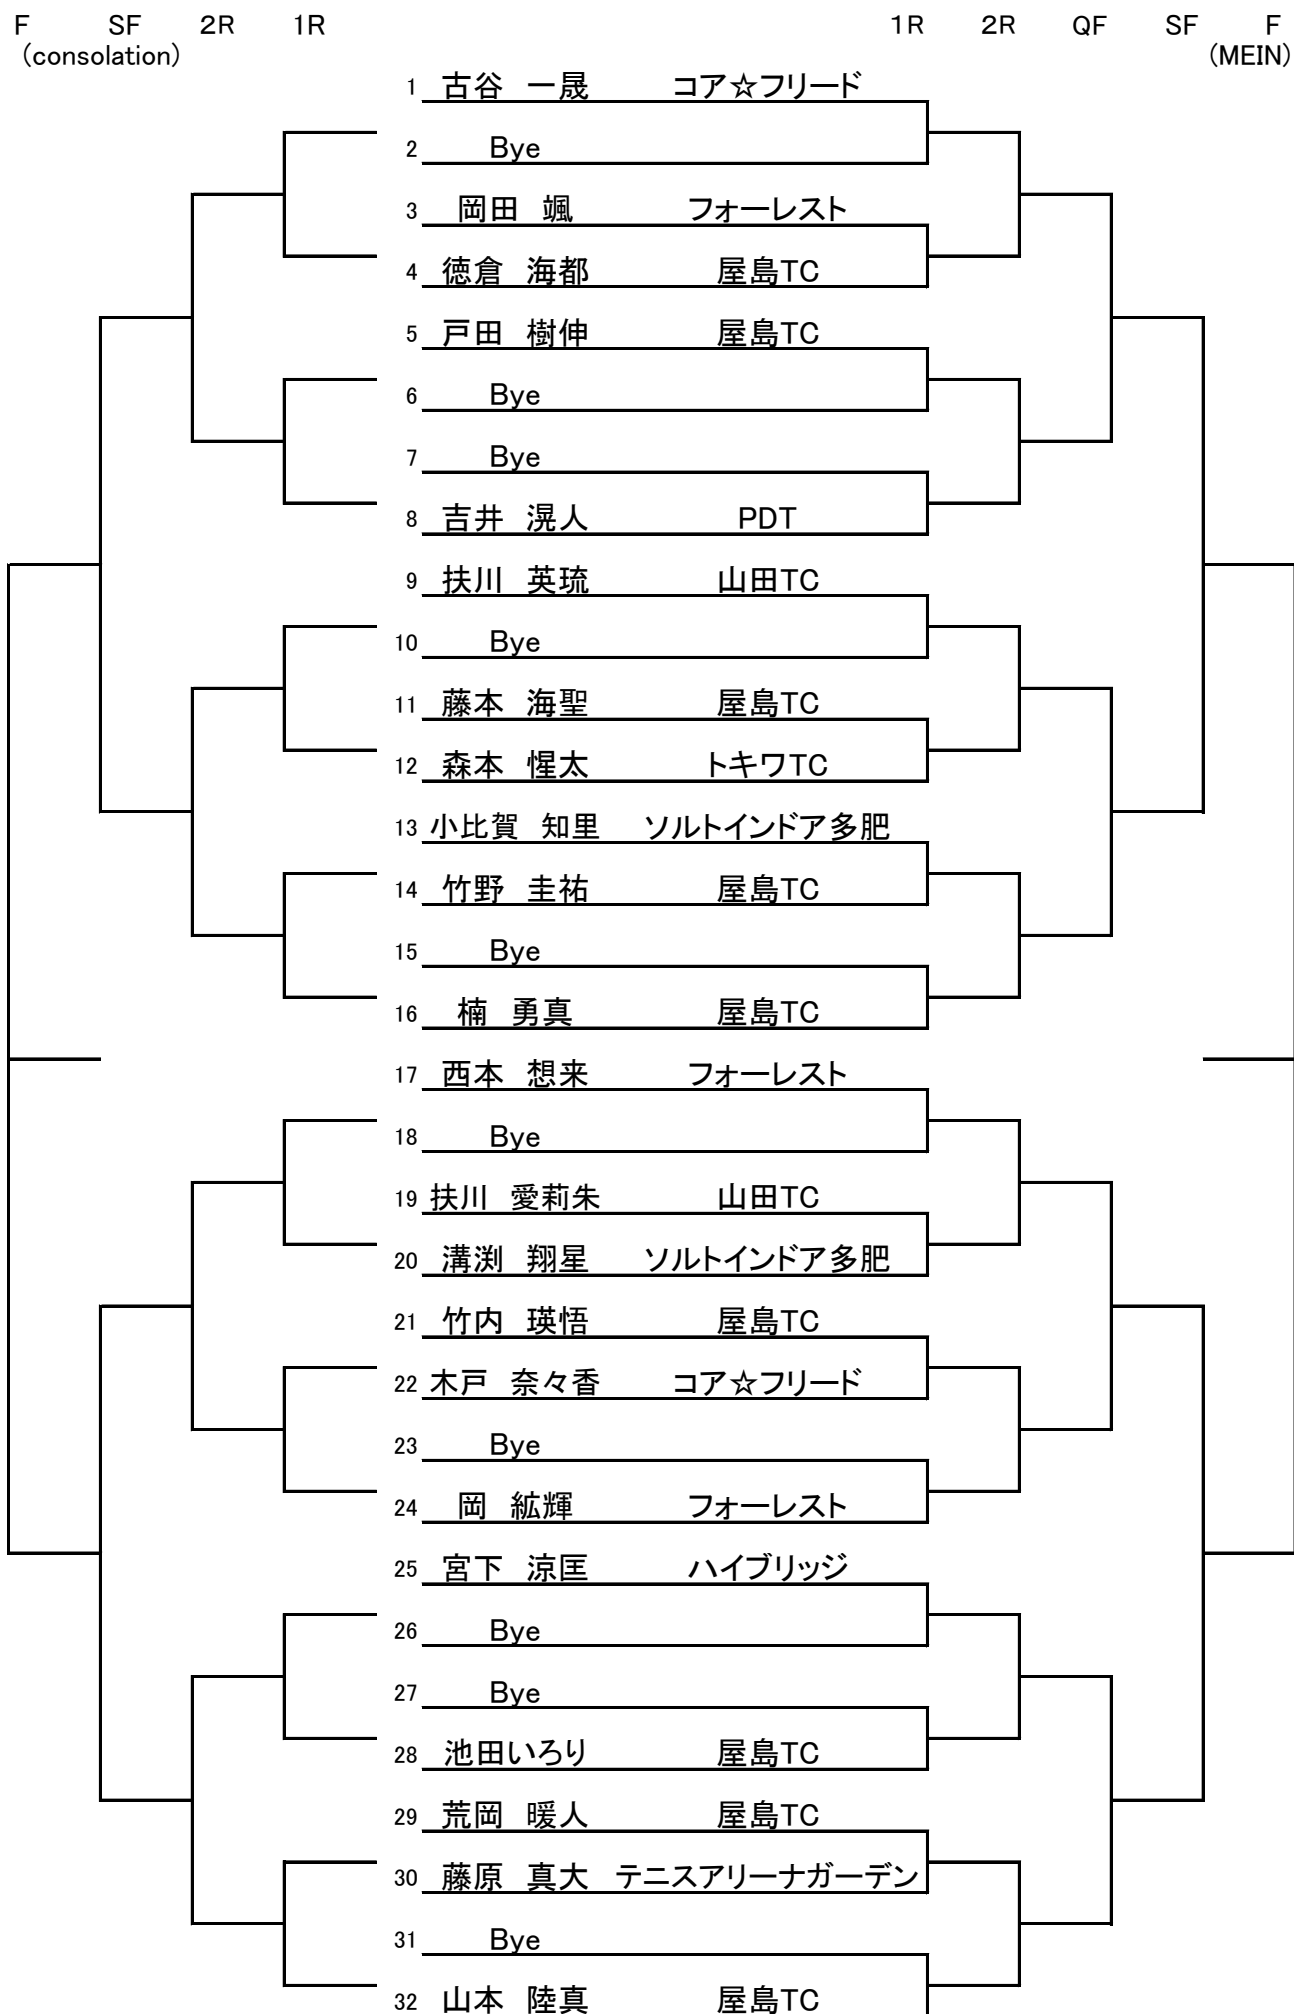 F SF 2R 1R 1R 2R QF SF F
(consolation) (MEIN)
1 古谷 一晟 コア☆フリード
2 Bye
3 岡田 颯 フォーレスト
4 徳倉 海都 屋島TC
5 戸田 樹伸 屋島TC
6 Bye
7 Bye
8 吉井 滉人 PDT
9 扶川 英琉 山田TC
10 Bye
11 藤本 海聖 屋島TC
12 森本 惺太 トキワTC
13 小比賀 知里 ソルトインドア多肥
14 竹野 圭祐 屋島TC
15 Bye
16 楠 勇真 屋島TC
17 西本 想来 フォーレスト
18 Bye
19 扶川 愛莉朱 山田TC
20 溝渕 翔星 ソルトインドア多肥
21 竹内 瑛悟 屋島TC
22 木戸 奈々香 コア☆フリード
23 Bye
24 岡 紘輝 フォーレスト
25 宮下 涼匡 ハイブリッジ
26 Bye
27 Bye
28 池田いろり 屋島TC
29 荒岡 暖人 屋島TC
30 藤原 真大 テニスアリーナガーデン
31 Bye
32 山本 陸真 屋島TC